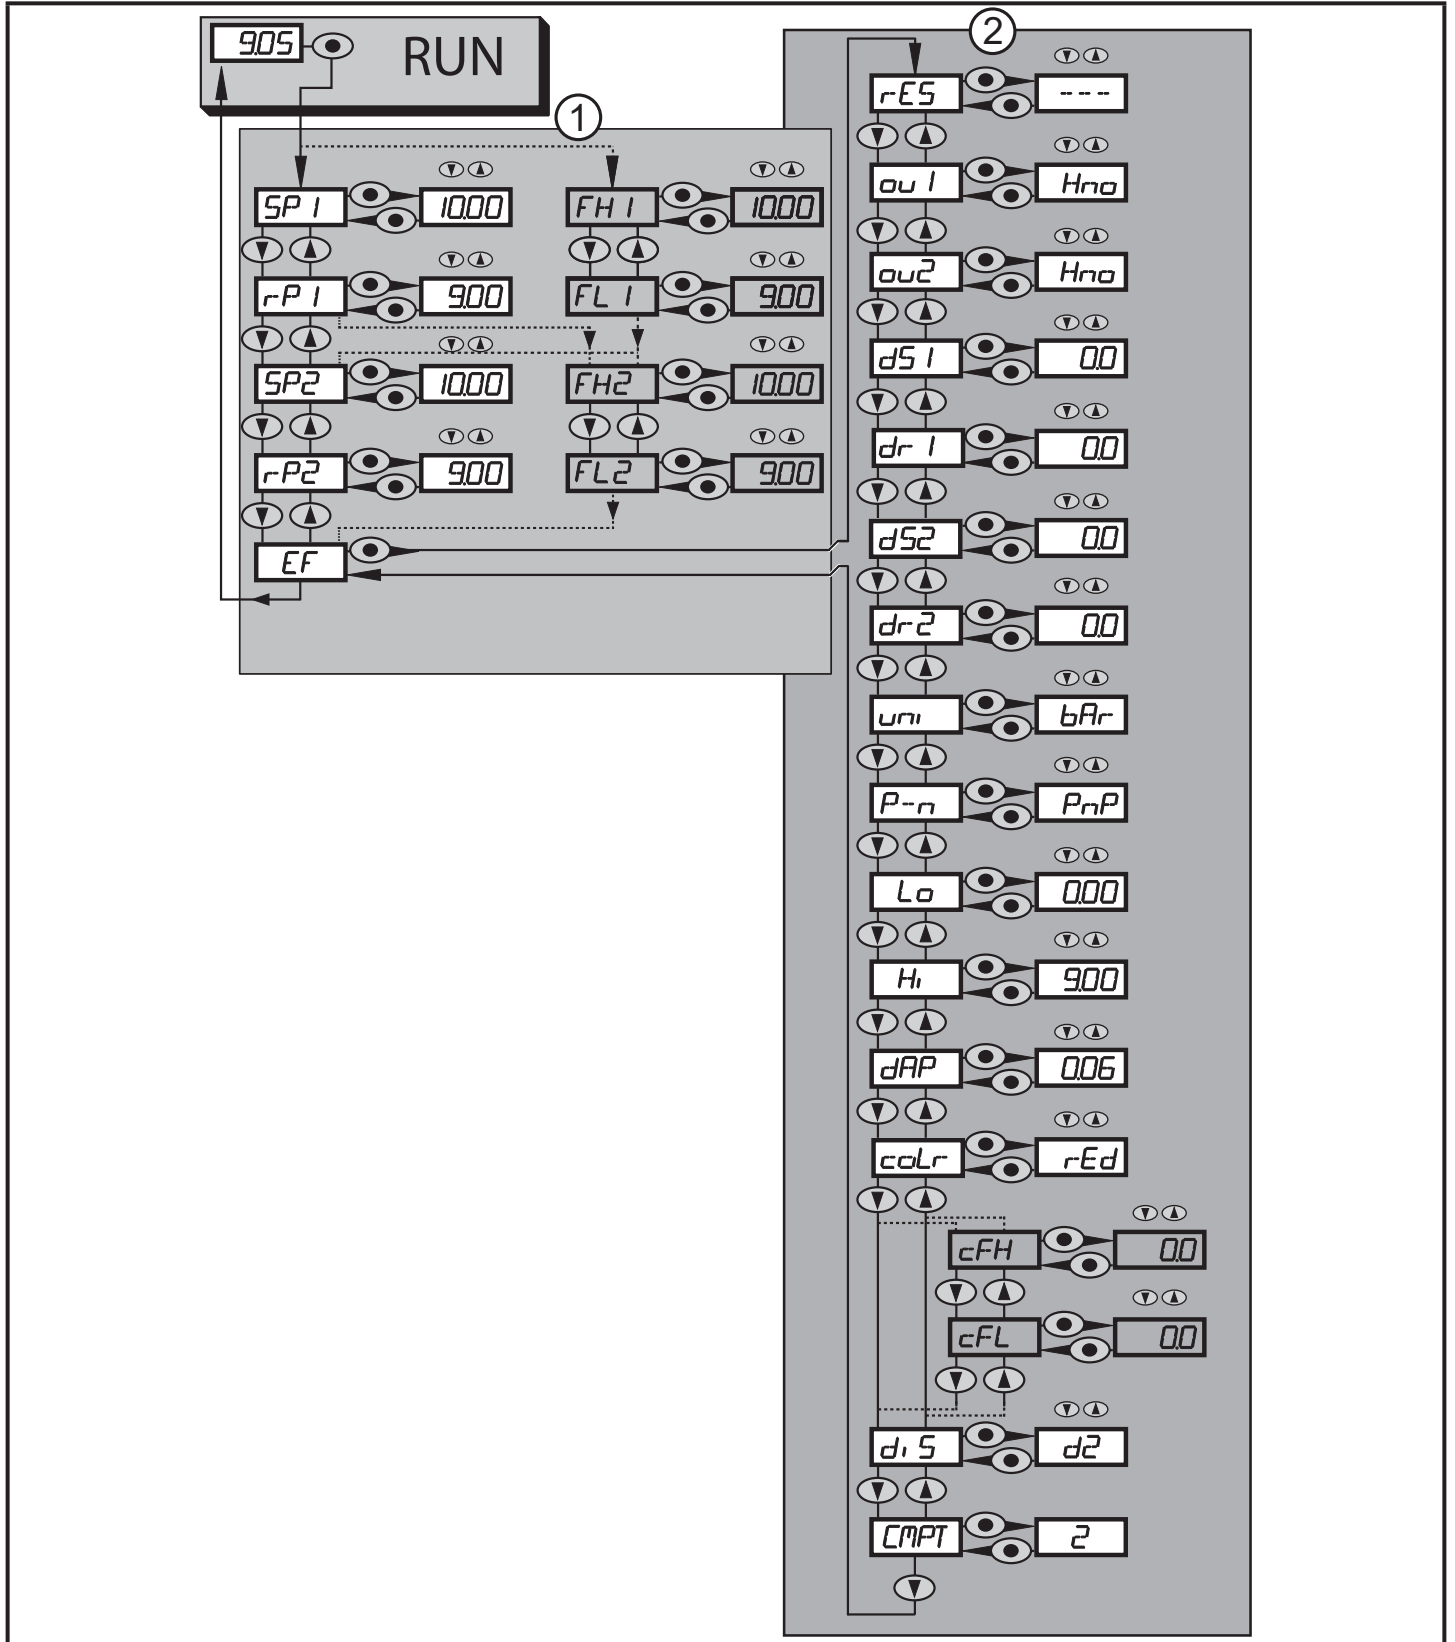 9.05
RUN
1
SP1 10.00 FH1 10.00
rP1 9.00 FL1 9.00
SP2 10.00 FH2 10.00
rP2 9.00 FL2 9.00
EF
2
rES ---
ou1 Hno
ou2 Hno
dS1 0.0
dr1 0.0
dS2 0.0
dr2 0.0
uni bAr
P-n PnP
Lo 0.00
Hi 9.00
dAP 0.06
coLr rEd
cFH 0.0
cFL 0.0
diS d2
CMPT 2